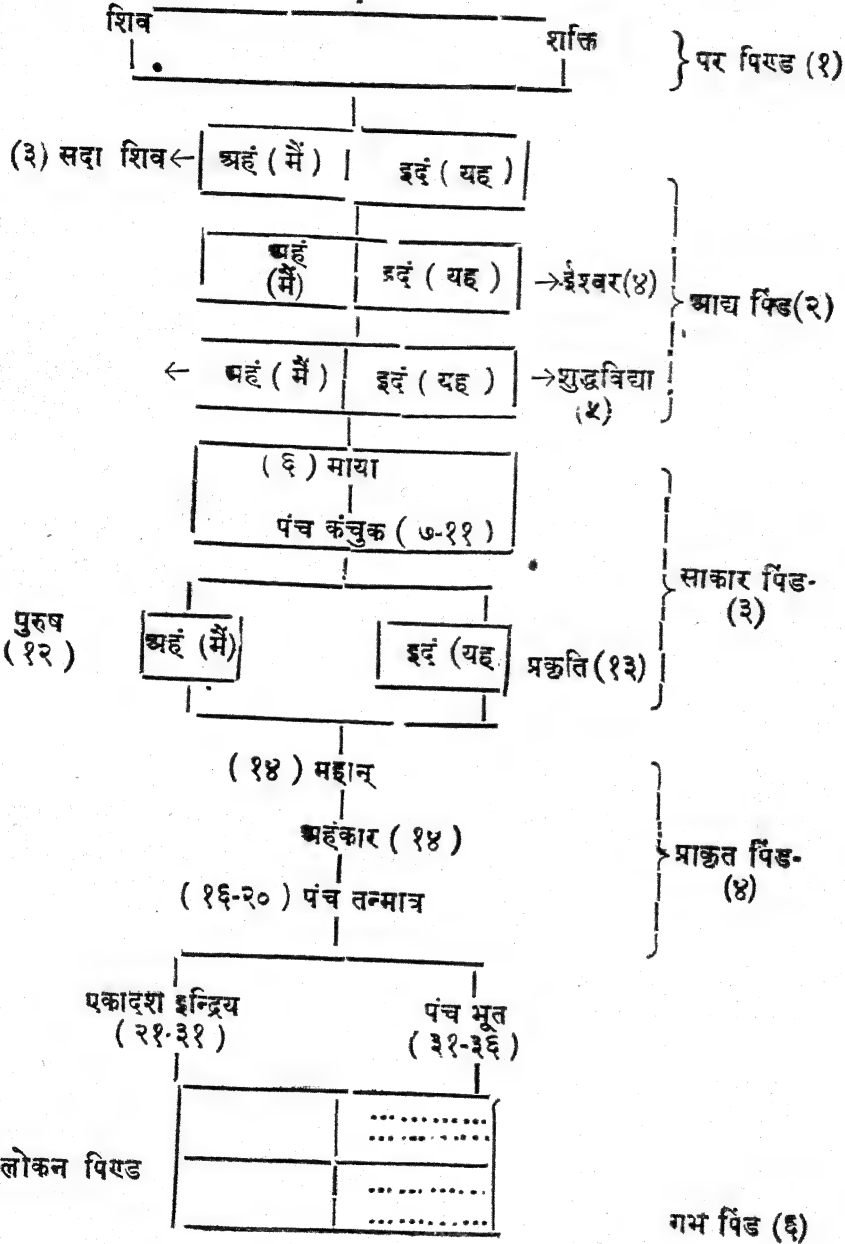 शिव
शक्ति
पर पिण्ड (१)
(३) सदा शिव← अहं ( मैं ) इदं ( यह )
अहं
(मैं) इदं ( यह ) →ईश्वर(४)
आद्य पिंड(२)
← अहं ( मैं ) इदं ( यह ) →शुद्धविद्या
(५)
( ६ ) माया
पंच कंचुक ( ७-११ )
साकार पिंड-
(३)
पुरुष
( १२ )
अहं (मैं) इदं (यह प्रकृति (१३)
( १४ ) महान्
अहंकार ( १४ )
प्राकृत पिंड-
(४)
( १६-२० ) पंच तन्मात्र
एकादश इन्द्रिय
( २१-३१ )
पंच भूत
( ३१-३६ )
लोकन पिण्ड
गर्भ पिंड (६)